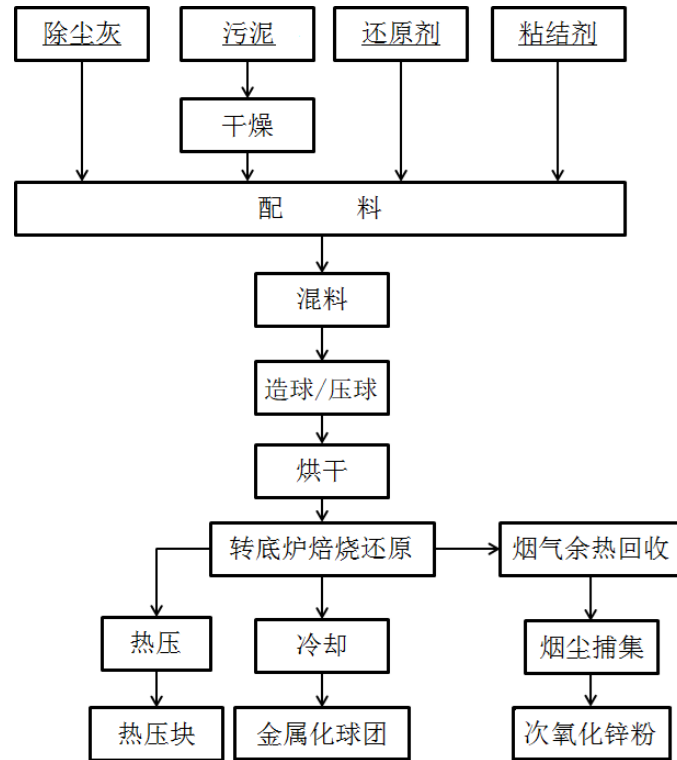 除尘灰 污泥 还原剂 粘结剂
干燥
配 料
混料
造球/压球
烘干
转底炉焙烧还原 烟气余热回收
热压 冷却 烟尘捕集
热压块 金属化球团 次氧化锌粉